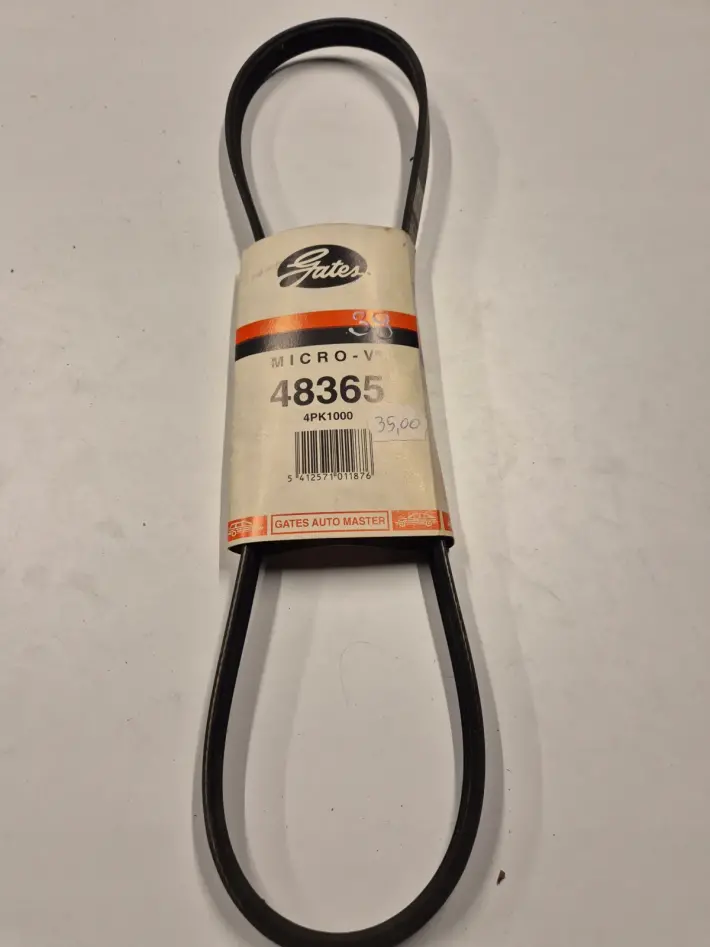 Gates
38
MICRO-V®
48365
4PK1000
35,00
5 412571 011876
GATES AUTO MASTER